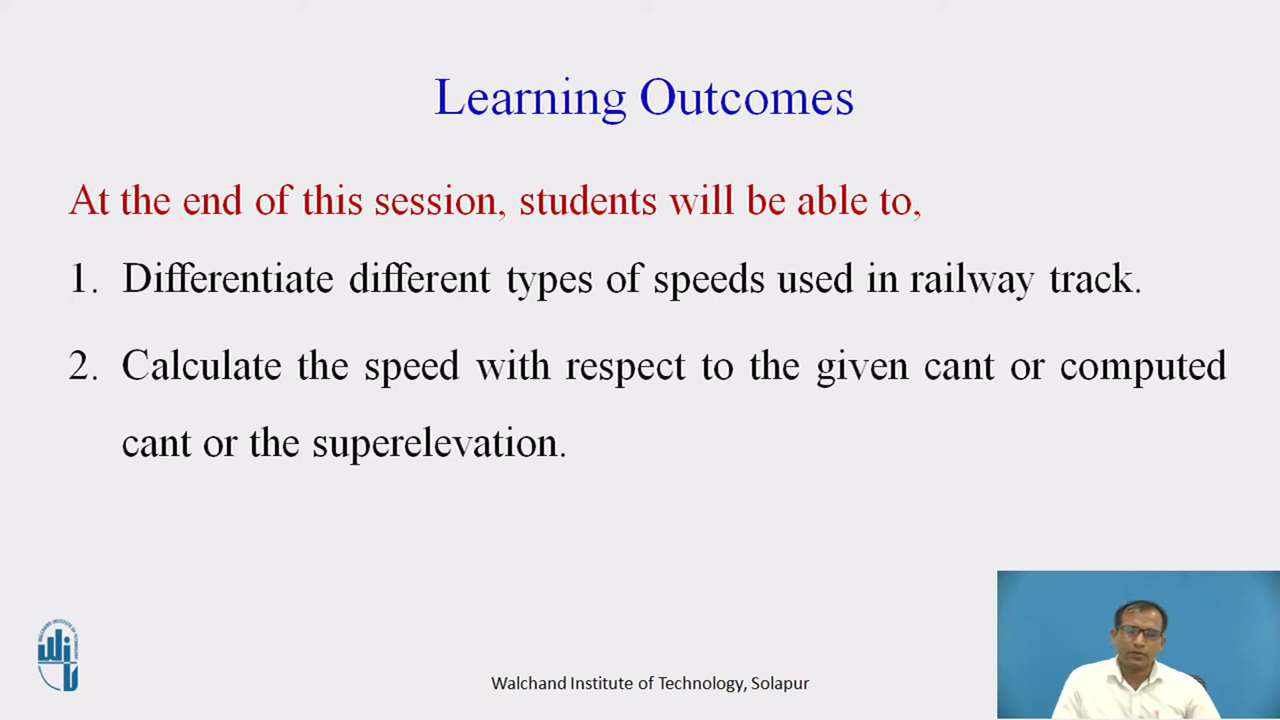 Learning Outcomes
At the end of this session, students will be able to,
1. Differentiate different types of speeds used in railway track.
2. Calculate the speed with respect to the given cant or computed
cant or the superelevation.
Walchand Institute of Technology, Solapur